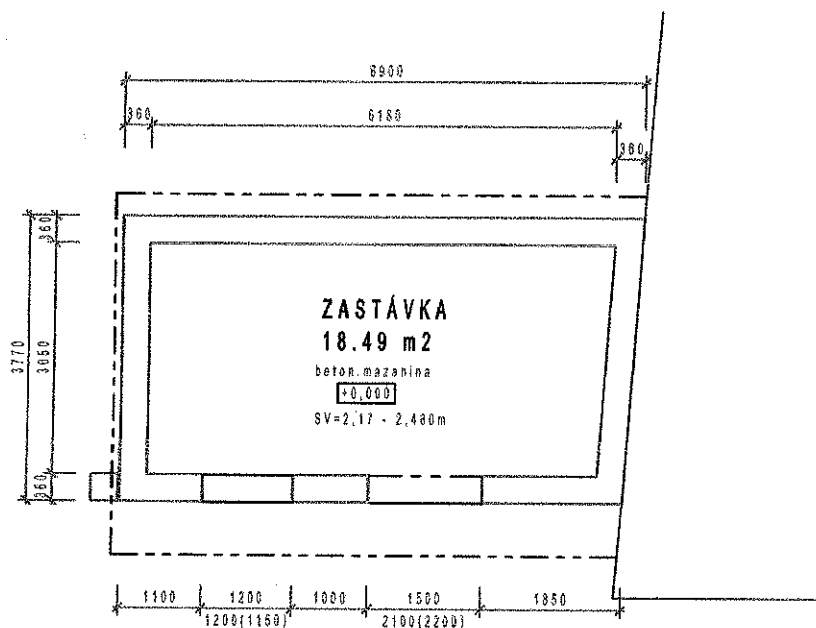 6900
360 6180 360
360
3770 3050
360
ZASTÁVKA
18.49 m2
beton.mazanina
+0,000
SV=2,17 - 2,480m
1100 1200 1000 1500 1850
1200(1150) 2100(2200)